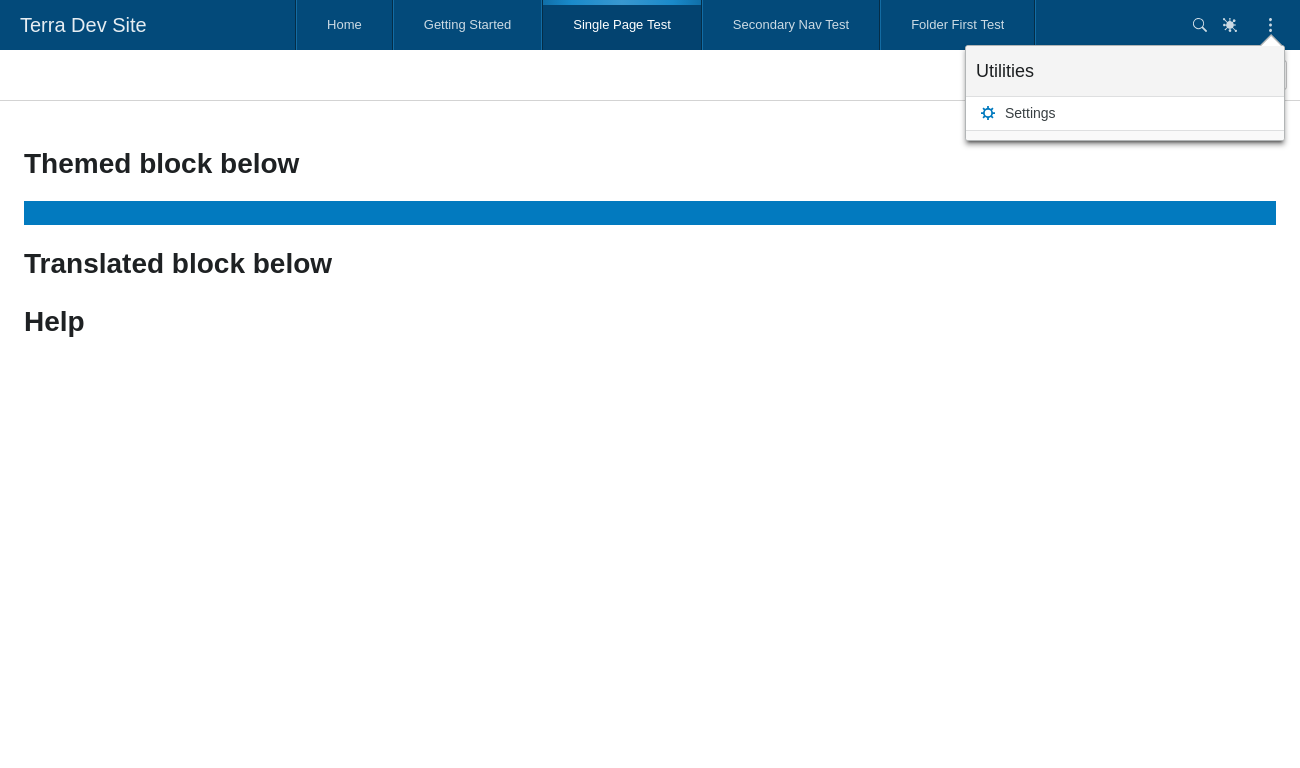 Terra Dev Site
Home
Getting Started
Single Page Test
Secondary Nav Test
Folder First Test
Utilities
Settings
Themed block below
Translated block below
Help